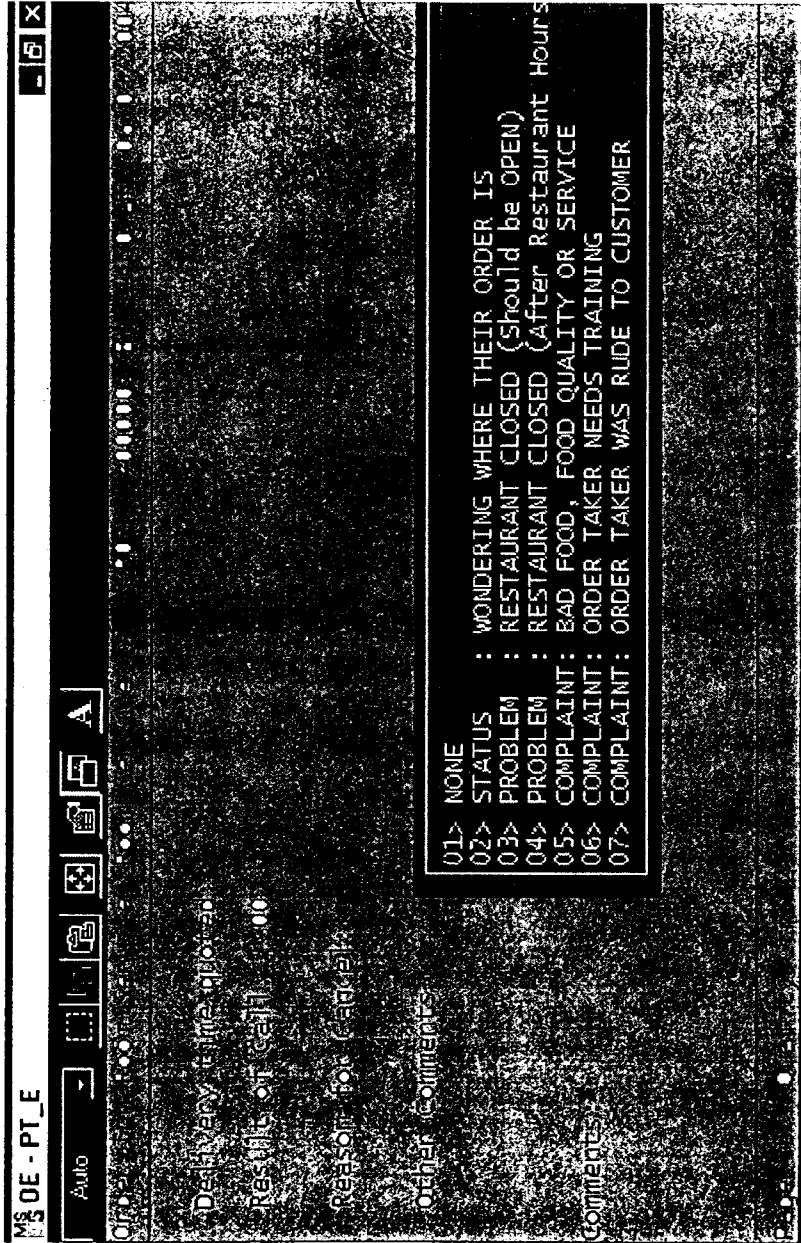 MS DE - PT_E
Auto
A
Delivery time quoted
Result of Call
Reason for Cancel
Other Comments
Comments
01> NONE
02> STATUS : WONDERING WHERE THEIR ORDER IS
03> PROBLEM : RESTAURANT CLOSED (Should be OPEN)
04> PROBLEM : RESTAURANT CLOSED (After Restaurant Hours
05> COMPLAINT: BAD FOOD, FOOD QUALITY OR SERVICE
06> COMPLAINT: ORDER TAKER NEEDS TRAINING
07> COMPLAINT: ORDER TAKER WAS RUDE TO CUSTOMER